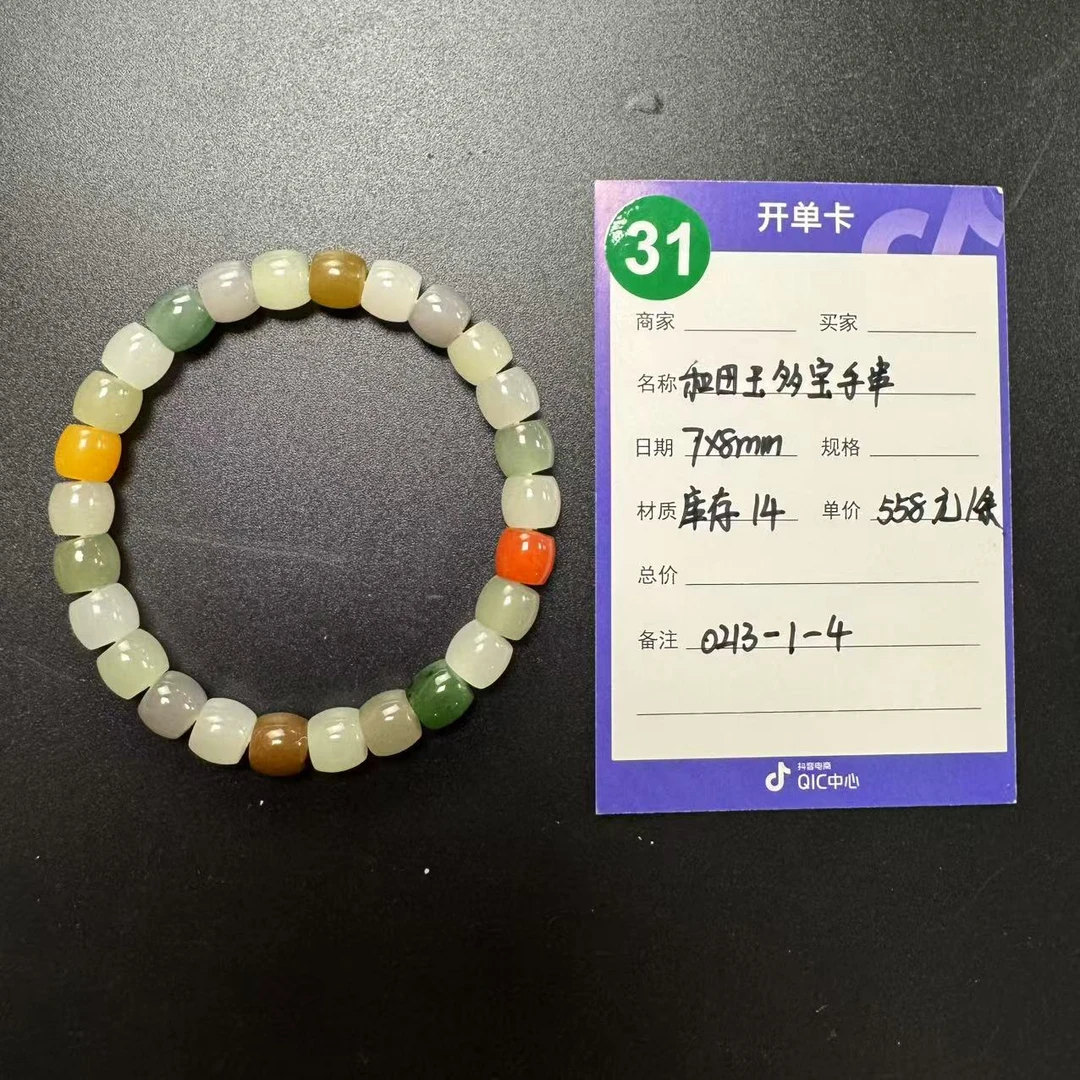 31
开单卡
商家 买家
名称 和田玉多宝手串
日期 7x8mm 规格
材质 库存14 单价 558元/条
总价
备注 0213-1-4
抖音电商
QIC中心